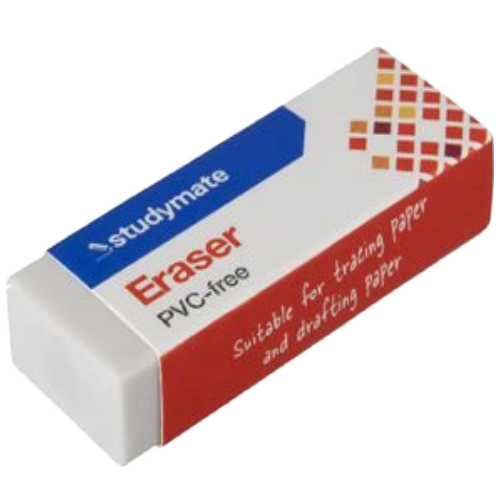 studymate
Eraser
PVC-free
Suitable for tracing paper
and drafting paper